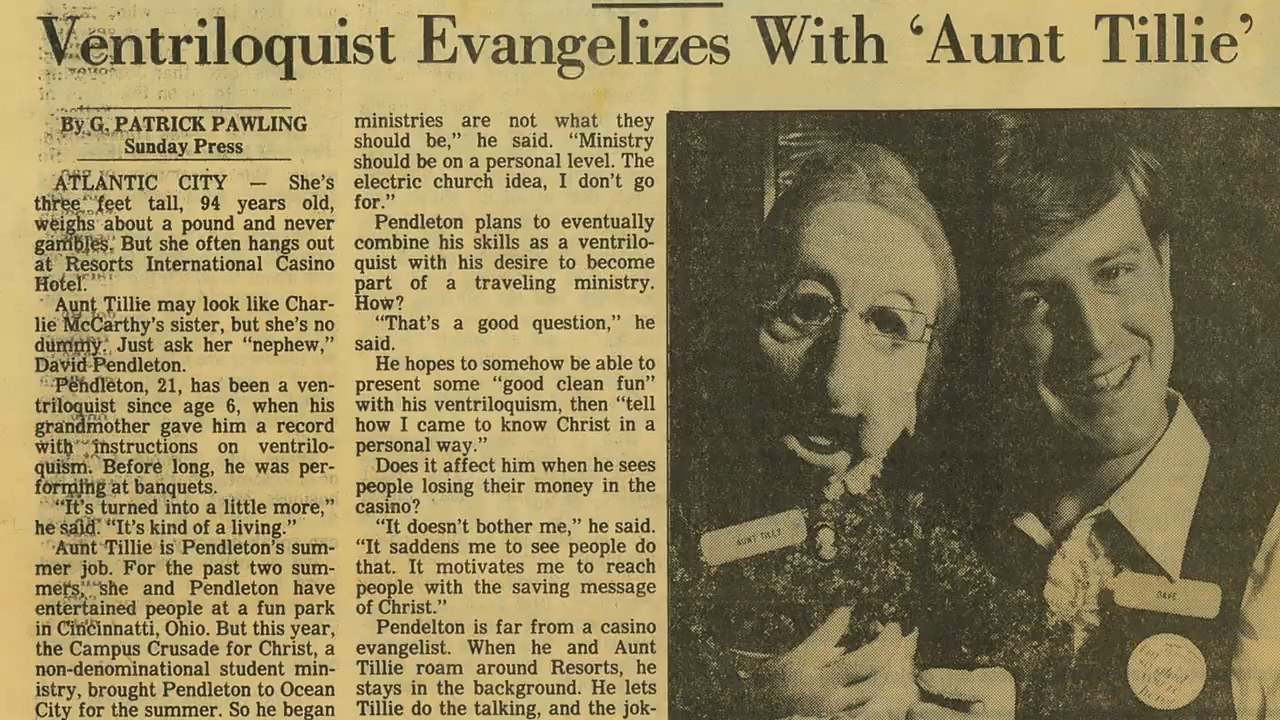 Ventriloquist Evangelizes With ‘Aunt Tillie’
By G. PATRICK PAWLING
Sunday Press
ATLANTIC CITY — She's
three feet tall, 94 years old,
weighs about a pound and never
gambles. But she often hangs out
at Resorts International Casino
Hotel.
Aunt Tillie may look like Char-
lie McCarthy's sister, but she's no
dummy. Just ask her “nephew,”
David Pendleton.
Pendleton, 21, has been a ven-
triloquist since age 6, when his
grandmother gave him a record
with instructions on ventrilo-
quism. Before long, he was per-
forming at banquets.
“It's turned into a little more,”
he said. “It's kind of a living.”
Aunt Tillie is Pendleton's sum-
mer job. For the past two sum-
mers, she and Pendleton have
entertained people at a fun park
in Cincinnati, Ohio. But this year,
the Campus Crusade for Christ, a
non-denominational student min-
istry, brought Pendleton to Ocean
City for the summer. So he began
ministries are not what they
should be,” he said. “Ministry
should be on a personal level. The
electric church idea, I don't go
for.”
Pendleton plans to eventually
combine his skills as a ventrilo-
quist with his desire to become
part of a traveling ministry.
How?
“That's a good question,” he
said.
He hopes to somehow be able to
present some “good clean fun”
with his ventriloquism, then “tell
how I came to know Christ in a
personal way.”
Does it affect him when he sees
people losing their money in the
casino?
“It doesn't bother me,” he said.
“It saddens me to see people do
that. It motivates me to reach
people with the saving message
of Christ.”
Pendelton is far from a casino
evangelist. When he and Aunt
Tillie roam around Resorts, he
stays in the background. He lets
Tillie do the talking, and the jok-
AUNT TILLY
DAVE